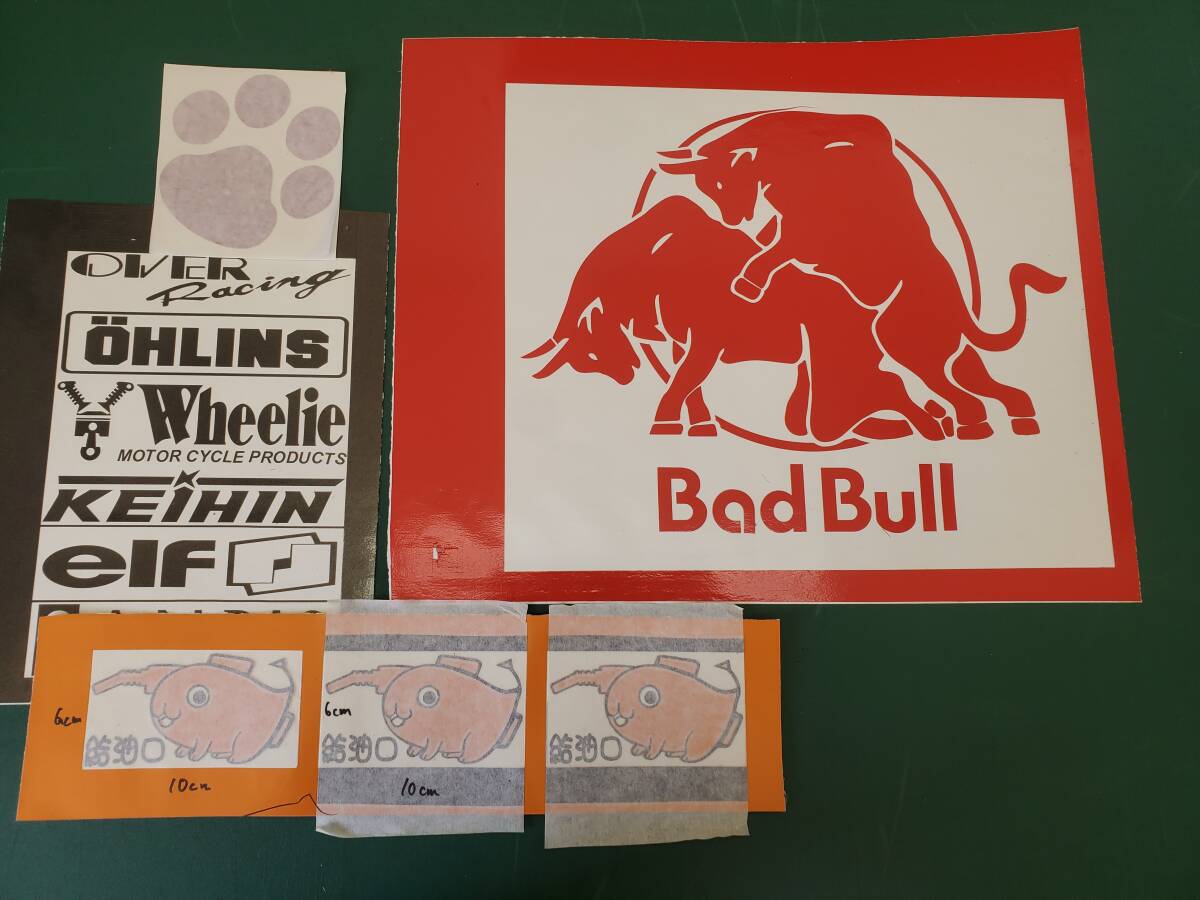 OVER
Racing
ÖHLINS
Wheelie
MOTOR CYCLE PRODUCTS
KEIHIN
elf
Bad Bull
6cm
給油口
10cm
6cm
給油口
10cm
給油口